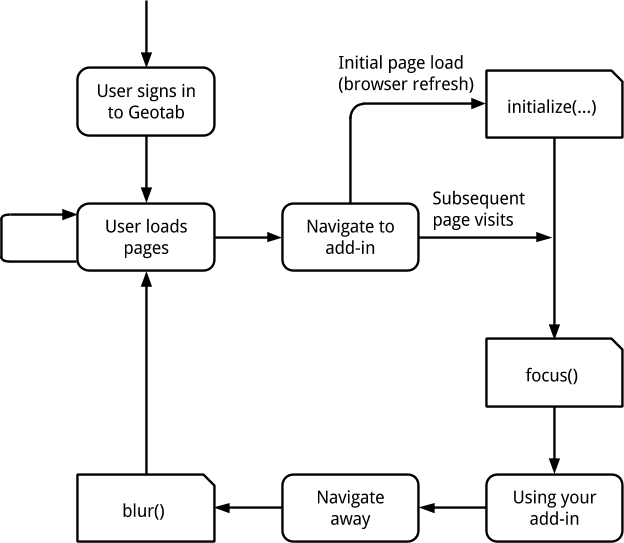 User signs in
to Geotab
Initial page load
(browser refresh)
initialize(...)
User loads
pages
Navigate to
add-in
Subsequent
page visits
focus()
blur()
Navigate
away
Using your
add-in